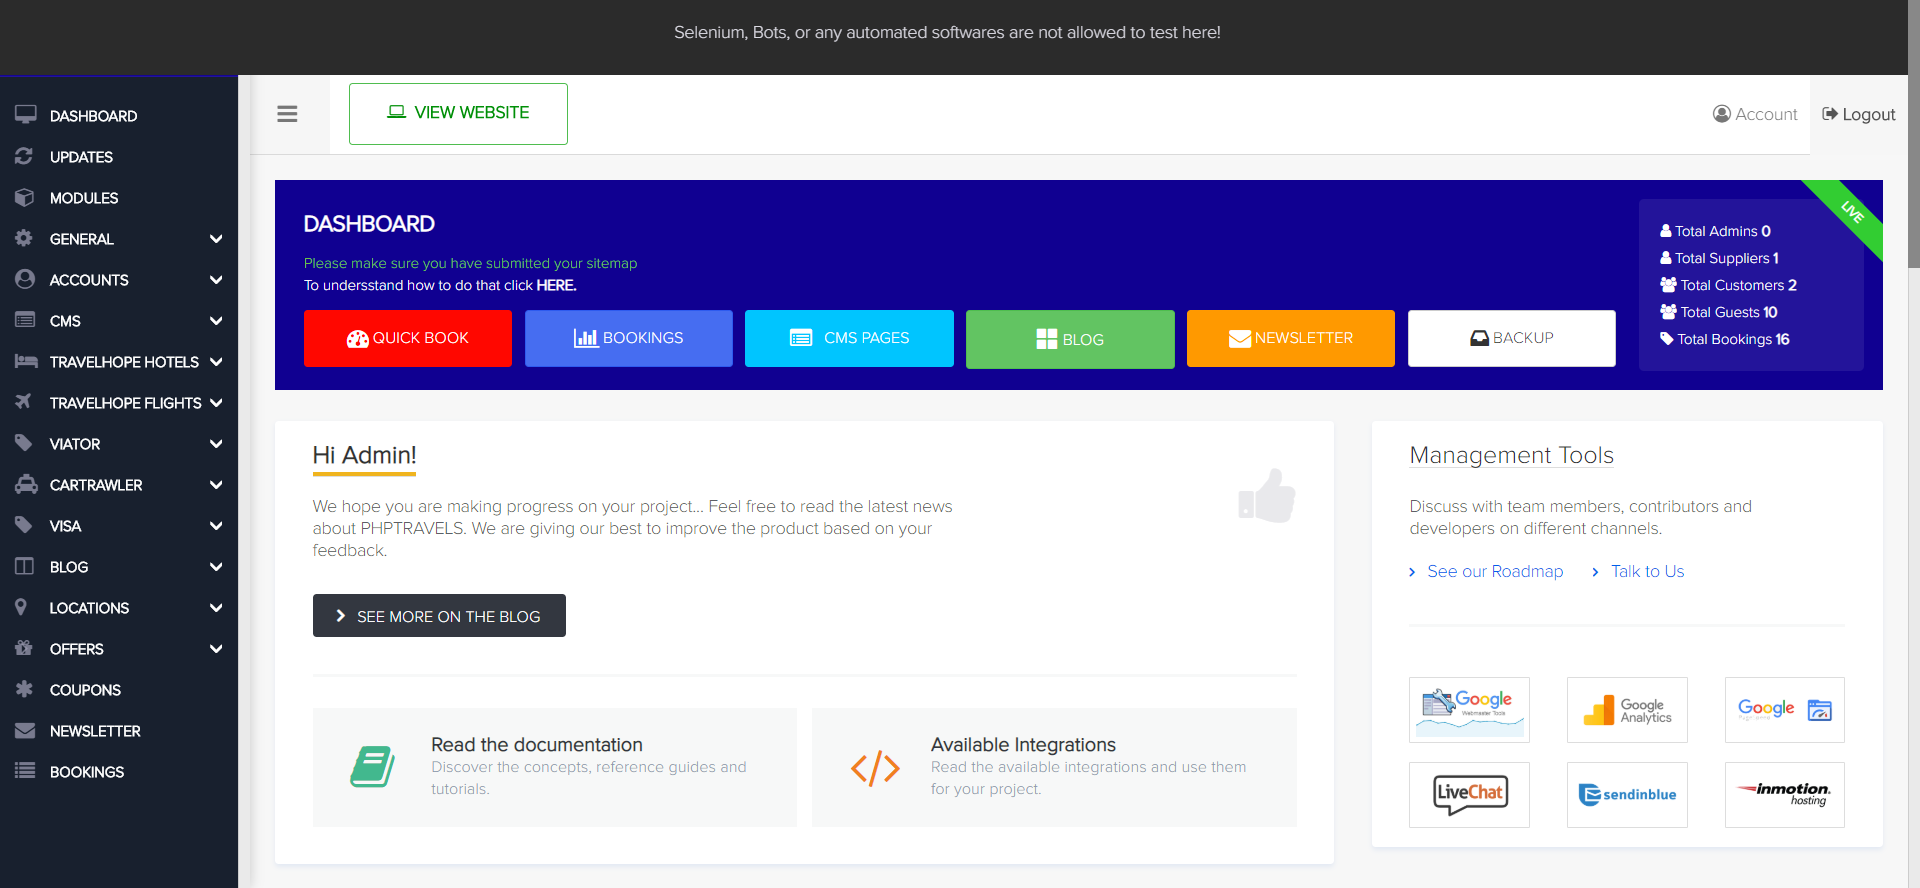 Selenium, Bots, or any automated softwares are not allowed to test here!
DASHBOARD
UPDATES
MODULES
GENERAL
ACCOUNTS
CMS
TRAVELHOPE HOTELS
TRAVELHOPE FLIGHTS
VIATOR
CARTRAWLER
VISA
BLOG
LOCATIONS
OFFERS
COUPONS
NEWSLETTER
BOOKINGS
VIEW WEBSITE
Account
Logout
DASHBOARD
Please make sure you have submitted your sitemap
To undersstand how to do that click HERE.
QUICK BOOK
BOOKINGS
CMS PAGES
BLOG
NEWSLETTER
BACKUP
LIVE
Total Admins 0
Total Suppliers 1
Total Customers 2
Total Guests 10
Total Bookings 16
Hi Admin!
We hope you are making progress on your project... Feel free to read the latest news
about PHPTRAVELS. We are giving our best to improve the product based on your
feedback.
SEE MORE ON THE BLOG
Read the documentation
Discover the concepts, reference guides and
tutorials.
Available Integrations
Read the available integrations and use them
for your project.
Management Tools
Discuss with team members, contributors and
developers on different channels.
See our Roadmap
Talk to Us
Google
Webmaster Tools
Google
Analytics
Google
LiveChat
sendinblue
inmotion
hosting